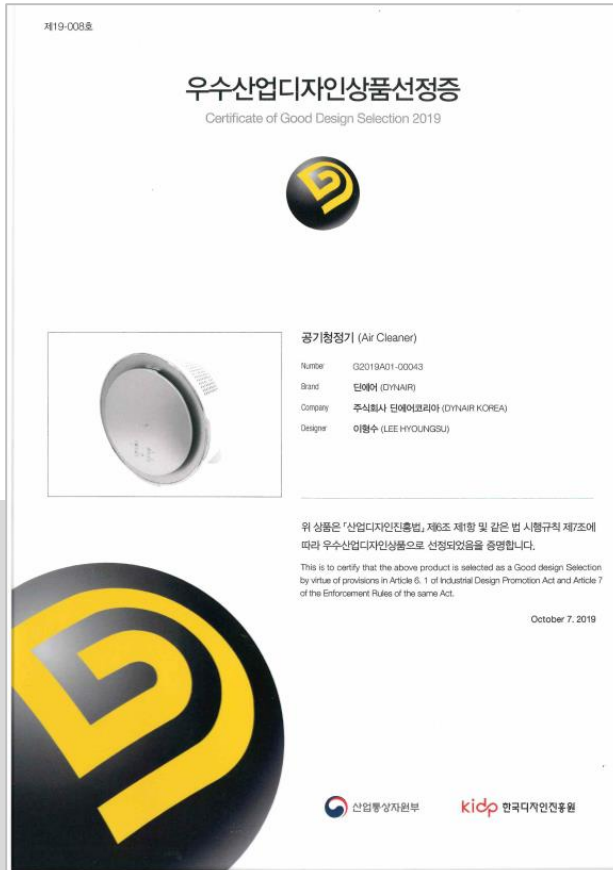 제19-008호
우수산업디자인상품선정증
Certificate of Good Design Selection 2019
공기청정기 (Air Cleaner)
Number G2019A01-00043
Brand 딘에어 (DYNAIR)
Company 주식회사 딘에어코리아 (DYNAIR KOREA)
Designer 이형수 (LEE HYOUNGSU)
위 상품은 「산업디자인진흥법」 제6조 제1항 및 같은 법 시행규칙 제7조에
따라 우수산업디자인상품으로 선정되었음을 증명합니다.
This is to certify that the above product is selected as a Good design Selection
by virtue of provisions in Article 6. 1 of Industrial Design Promotion Act and Article 7
of the Enforcement Rules of the same Act.
October 7. 2019
산업통상자원부
kidp 한국디자인진흥원